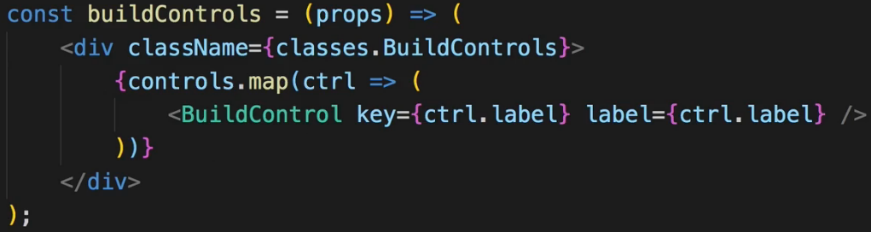 const buildControls = (props) => (
<div className={classes.BuildControls}>
{controls.map(ctrl => (
<BuildControl key={ctrl.label} label={ctrl.label} />
))}
</div>
);